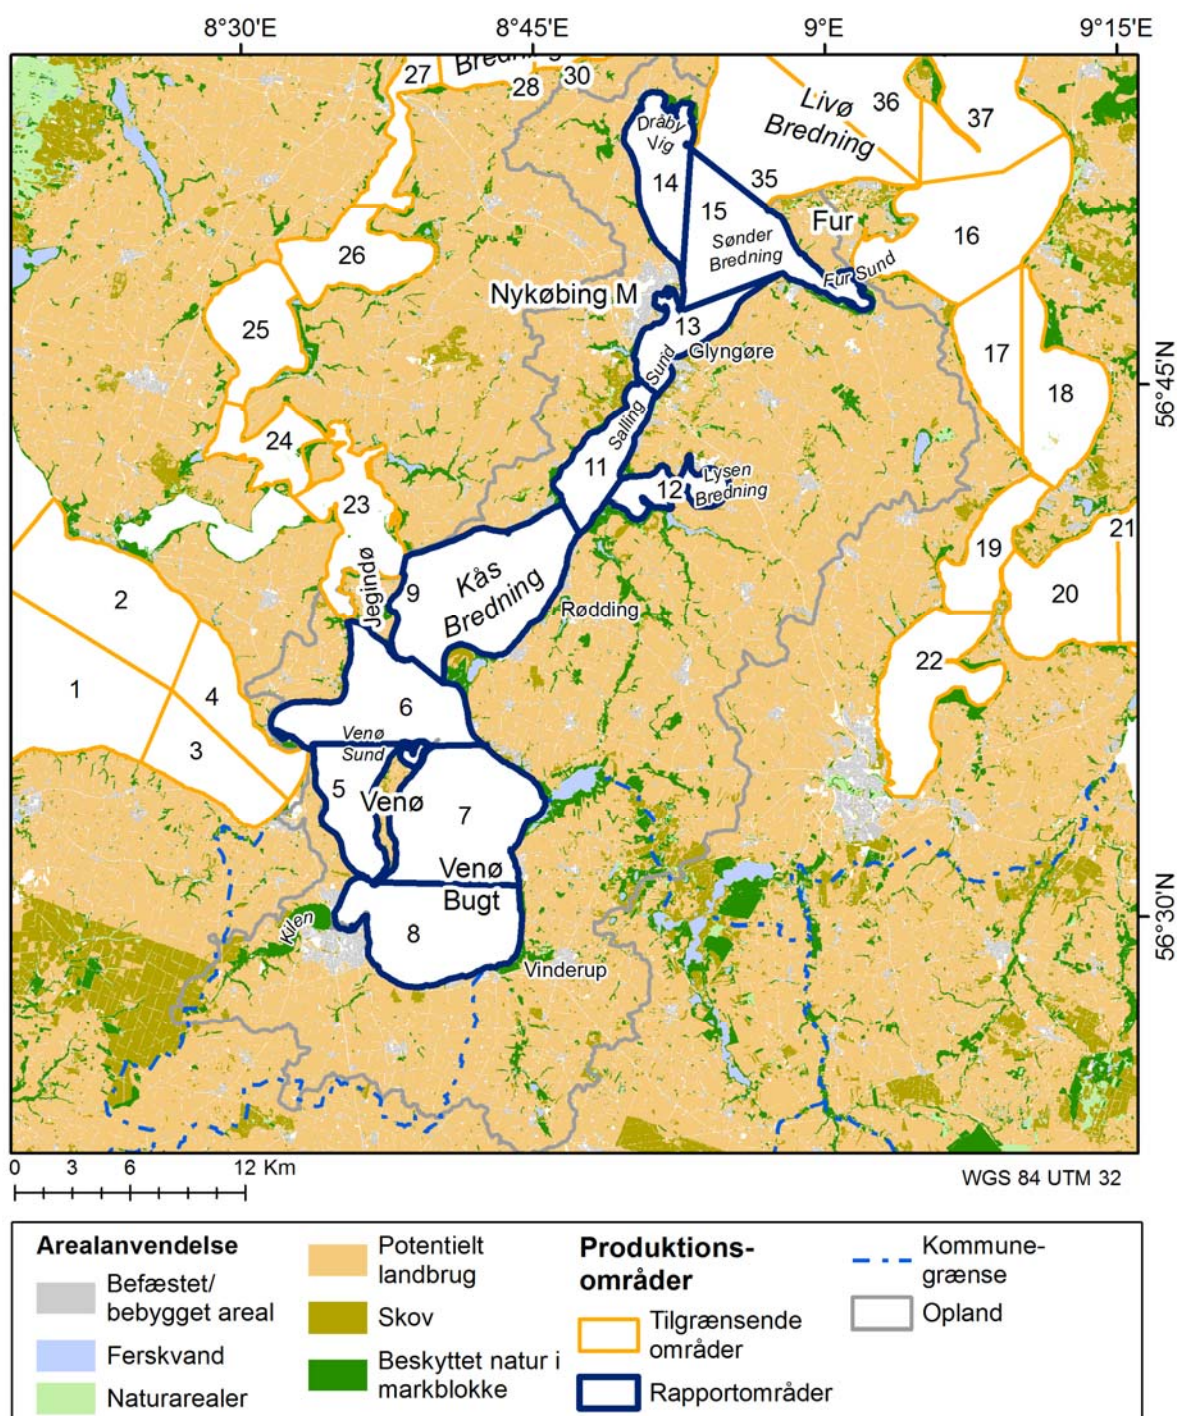 8°30'E
8°45'E
9°E
9°15'E
27
Bredning
28
30
36
37
Livø
Bredning
Dråby
Vig
14
35
15
Sønder
Bredning
Fur
16
Fur Sund
26
Nykøbing M
13
Glyngøre
Sund
25
17
18
56°45'N
24
Salling
11
12
Lysen
Bredning
23
21
19
20
2
Jegindø
9
Kås
Bredning
Rødding
22
1
4
6
3
Venø
Sund
5
Venø
7
Venø
Bugt
56°30'N
Kilen
8
Vinderup
0 3 6 12 Km
WGS 84 UTM 32
Arealanvendelse
Befæstet/
bebygget areal
Ferskvand
Naturarealer
Potentielt
landbrug
Skov
Beskyttet natur i
markblokke
Produktions-
områder
Tilgrænsende
områder
Rapportområder
Kommune-
grænse
Opland